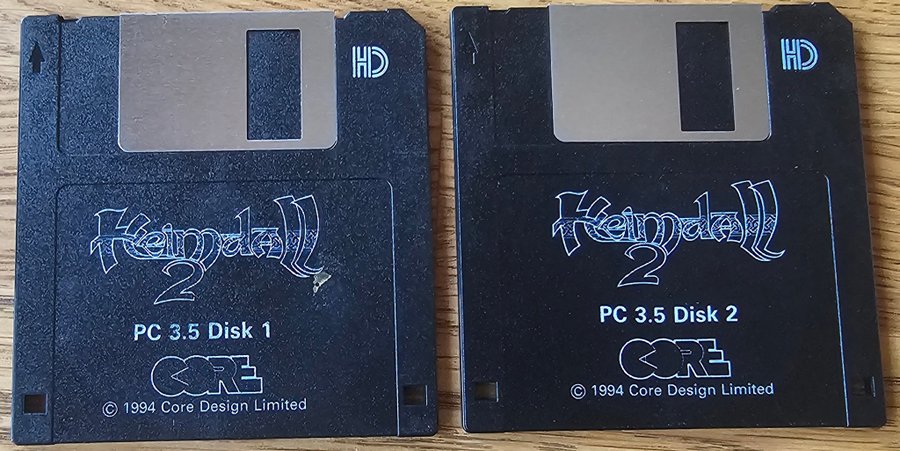 HD
Heimdall
2
PC 3.5 Disk 1
CORE
© 1994 Core Design Limited
HD
Heimdall
2
PC 3.5 Disk 2
CORE
© 1994 Core Design Limited